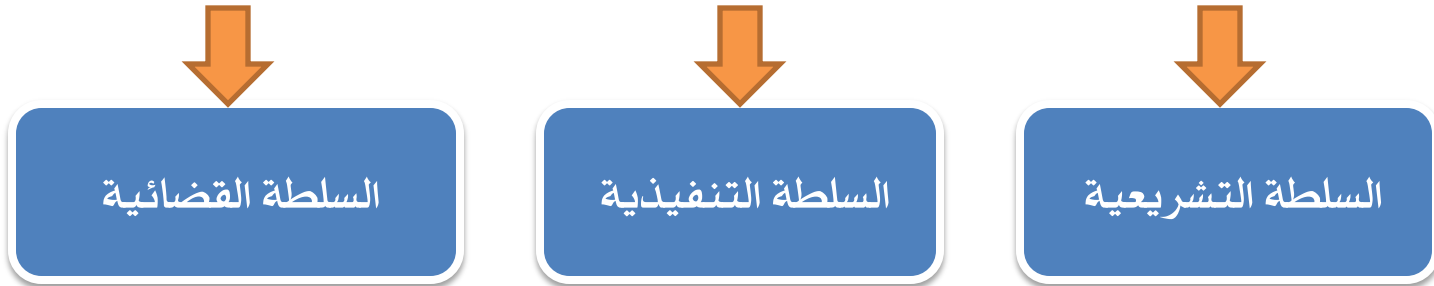 السلطة التشريعية
السلطة التنفيذية
السلطة القضائية